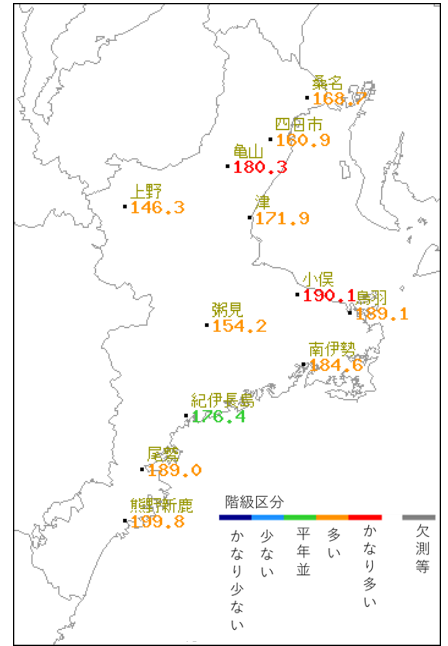 桑名
168.7
四日市
160.9
亀山
180.3
上野
146.3
津
171.9
小俣
190.1
鳥羽
189.1
粥見
154.2
南伊勢
184.6
紀伊長島
176.4
尾鷲
189.0
熊野新鹿
199.8
階級区分
かなり少ない
少ない
平年並
多い
かなり多い
欠測等